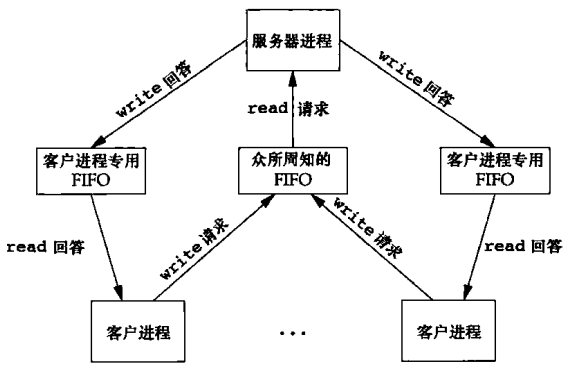 服务器进程
write 回答
write 回答
read 请求
客户进程专用
FIFO
众所周知的
FIFO
客户进程专用
FIFO
read 回答
write 请求
write 请求
read 回答
客户进程
...
客户进程